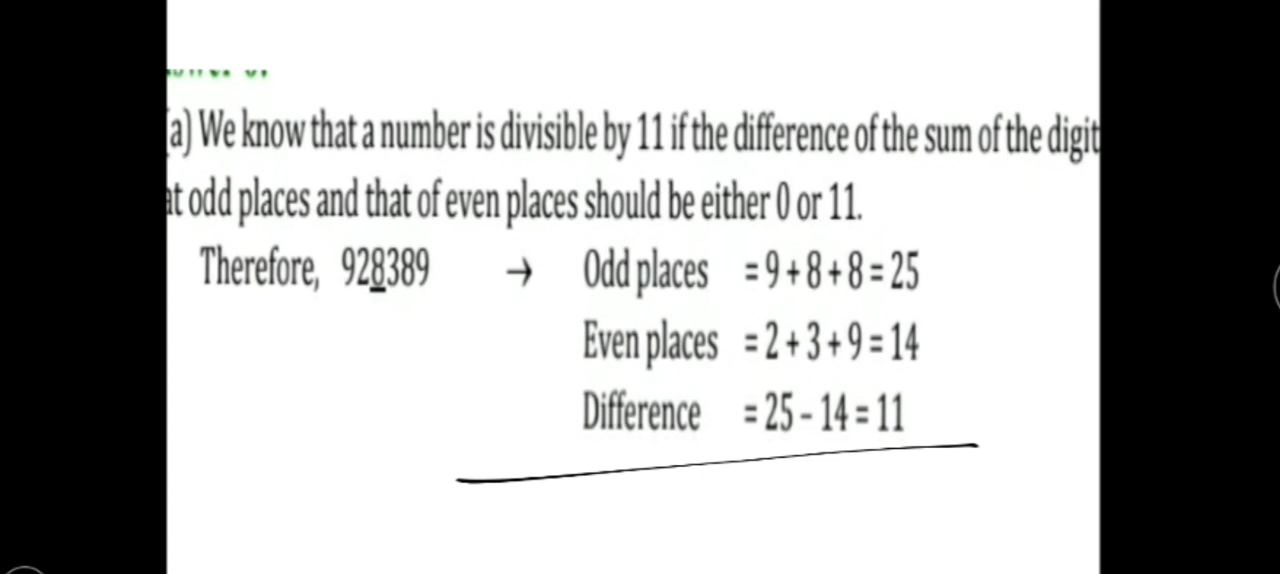 a) We know that a number is divisible by 11 if the difference of the sum of the digit
at odd places and that of even places should be either 0 or 11.
Therefore, 928389 → Odd places = 9 + 8 + 8 = 25
Even places = 2 + 3 + 9 = 14
Difference = 25 – 14 = 11